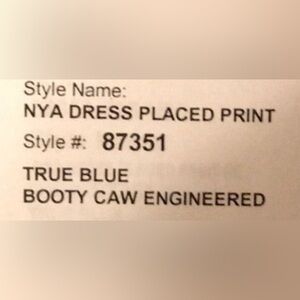 Style Name:
NYA DRESS PLACED PRINT
Style #: 87351
TRUE BLUE
BOOTY CAW ENGINEERED